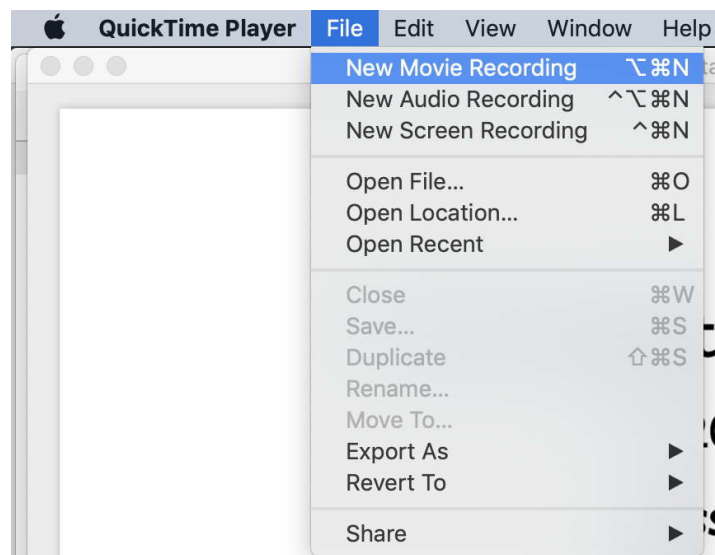 QuickTime Player File Edit View Window Help
New Movie Recording ⌥⌘N
New Audio Recording ^⌥⌘N
New Screen Recording ^⌘N
Open File... ⌘O
Open Location... ⌘L
Open Recent ▶
Close ⌘W
Save... ⌘S
Duplicate ⇧⌘S
Rename...
Move To...
Export As ▶
Revert To ▶
Share ▶